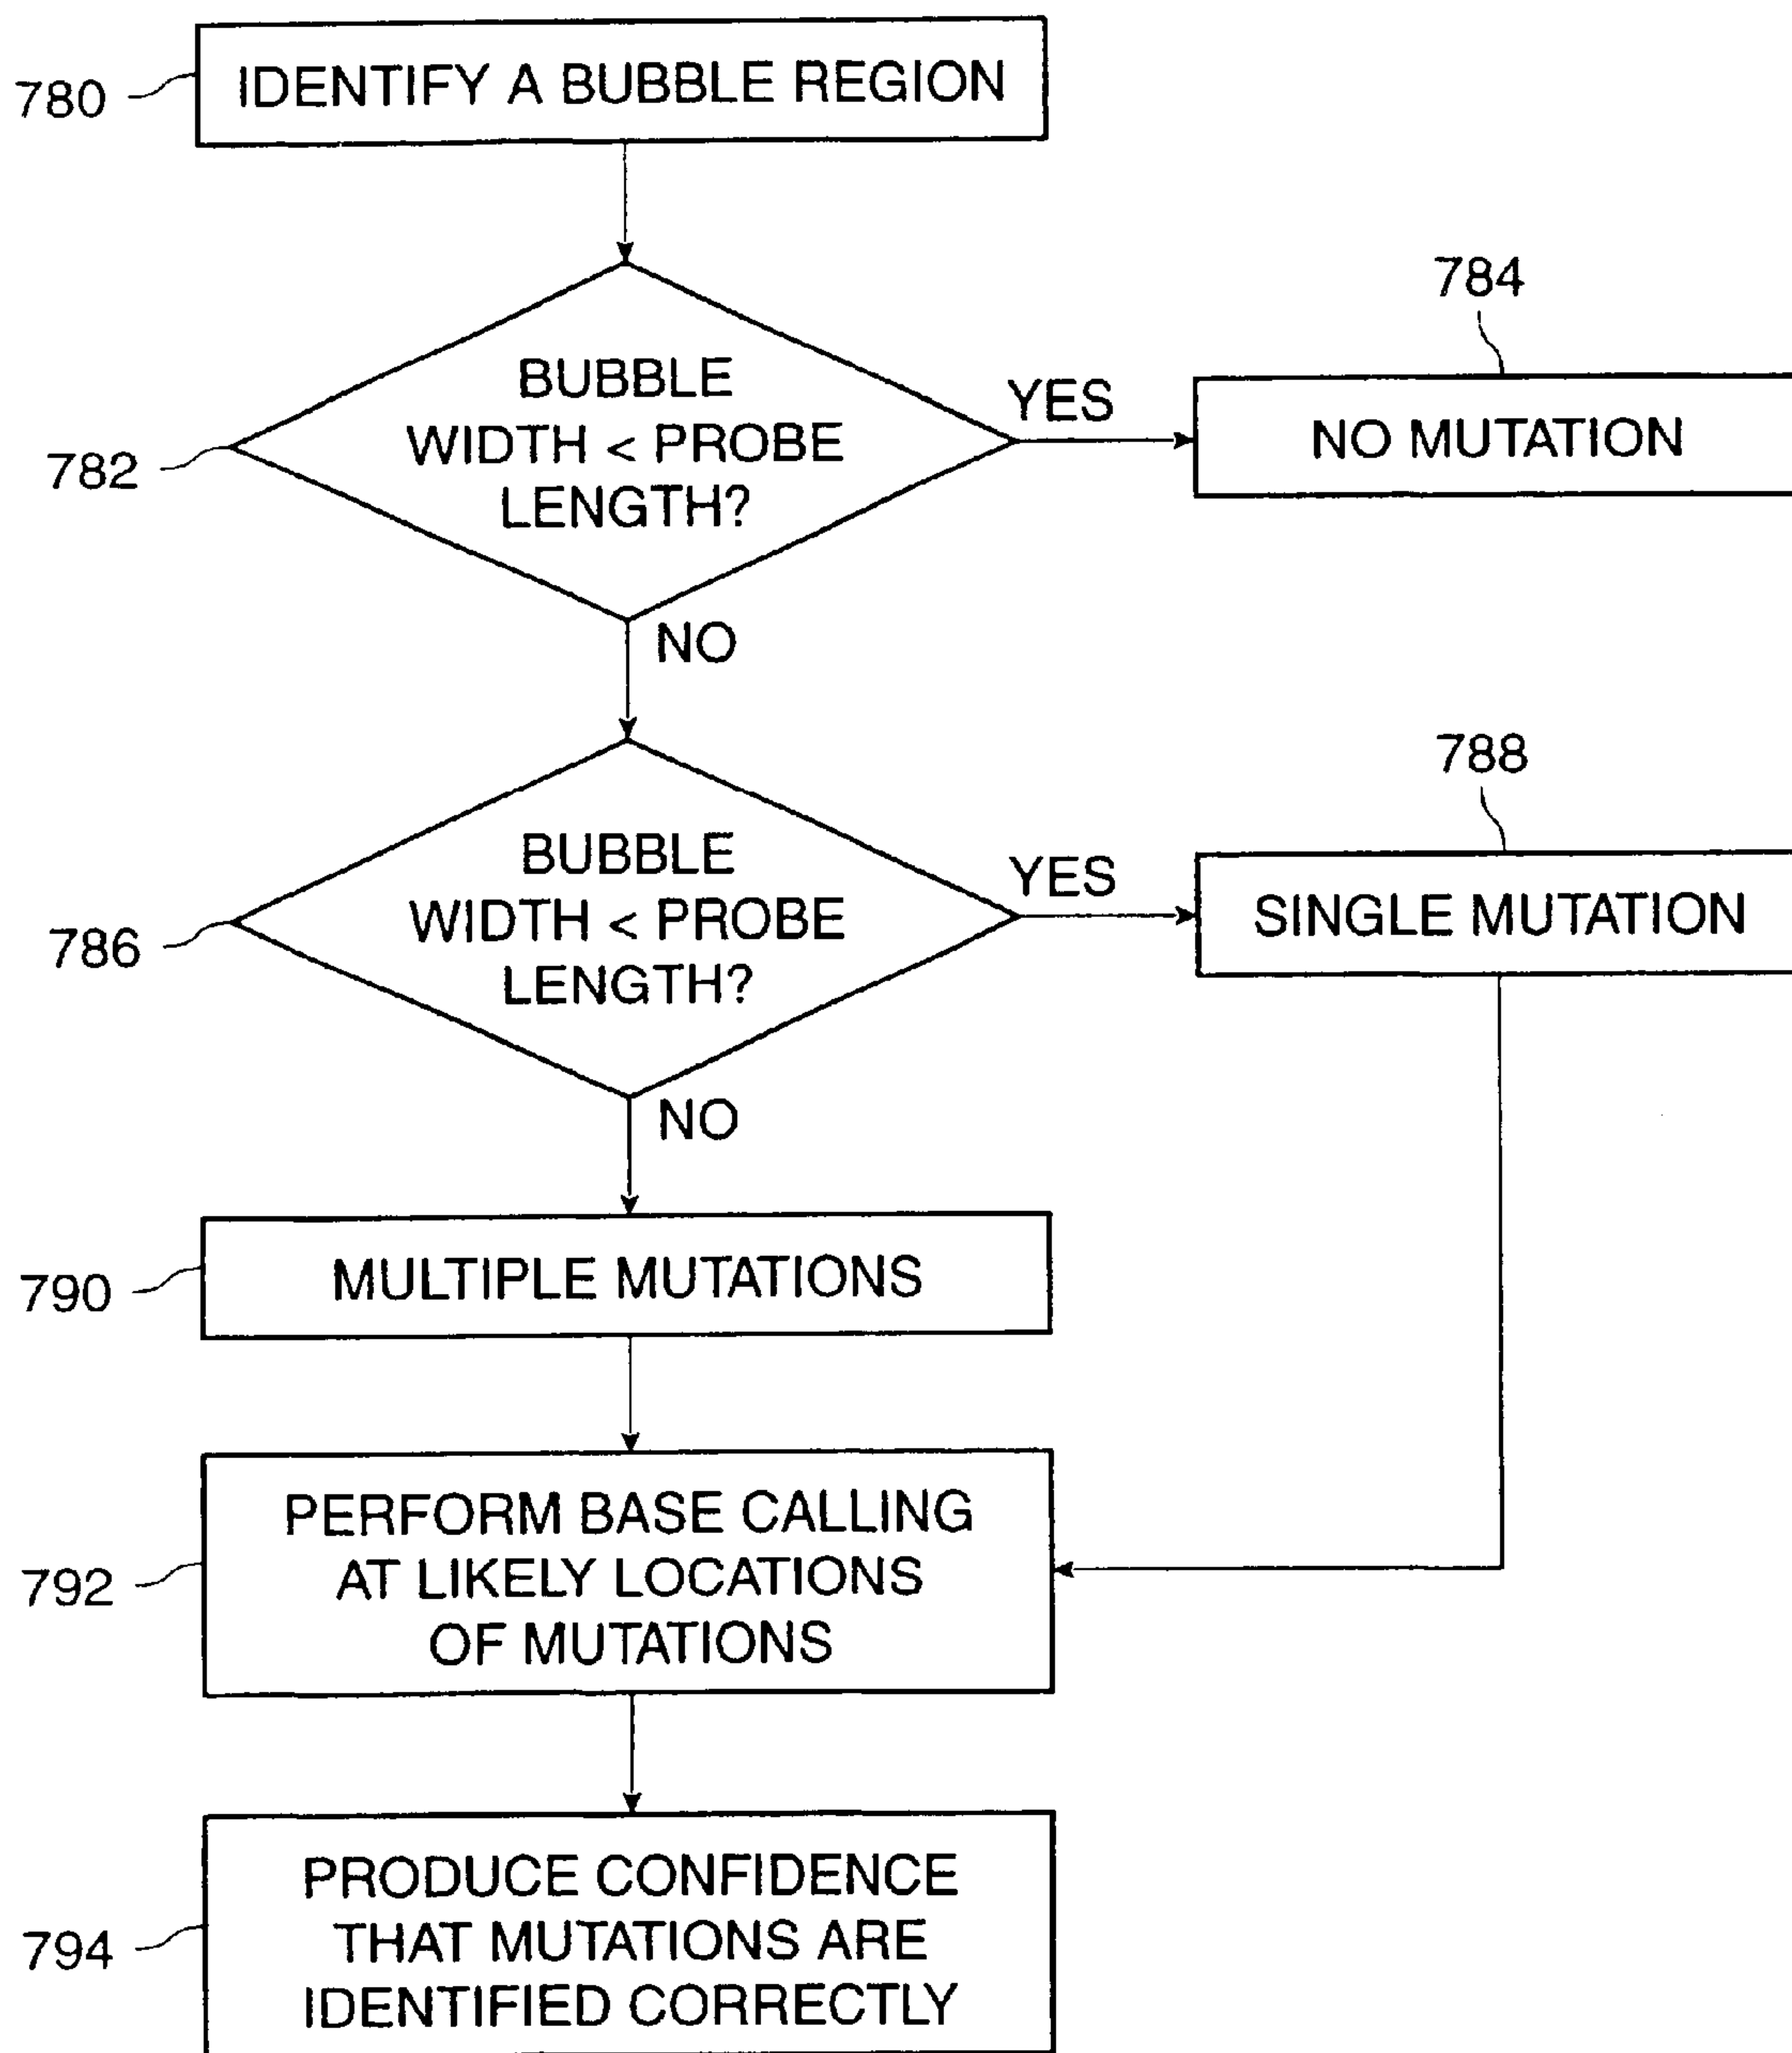 780
IDENTIFY A BUBBLE REGION
782
BUBBLE
WIDTH < PROBE
LENGTH?
YES
784
NO MUTATION
NO
786
BUBBLE
WIDTH < PROBE
LENGTH?
YES
788
SINGLE MUTATION
NO
790
MULTIPLE MUTATIONS
792
PERFORM BASE CALLING
AT LIKELY LOCATIONS
OF MUTATIONS
794
PRODUCE CONFIDENCE
THAT MUTATIONS ARE
IDENTIFIED CORRECTLY